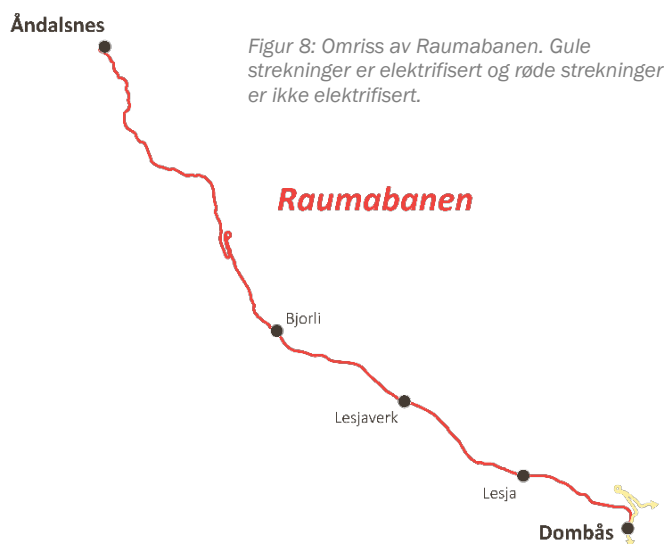 Åndalsnes
Figur 8: Omriss av Raumabanen. Gule
strekninger er elektrifisert og røde strekninger
er ikke elektrifisert.
Raumabanen
Bjorli
Lesjaverk
Lesja
Dombås